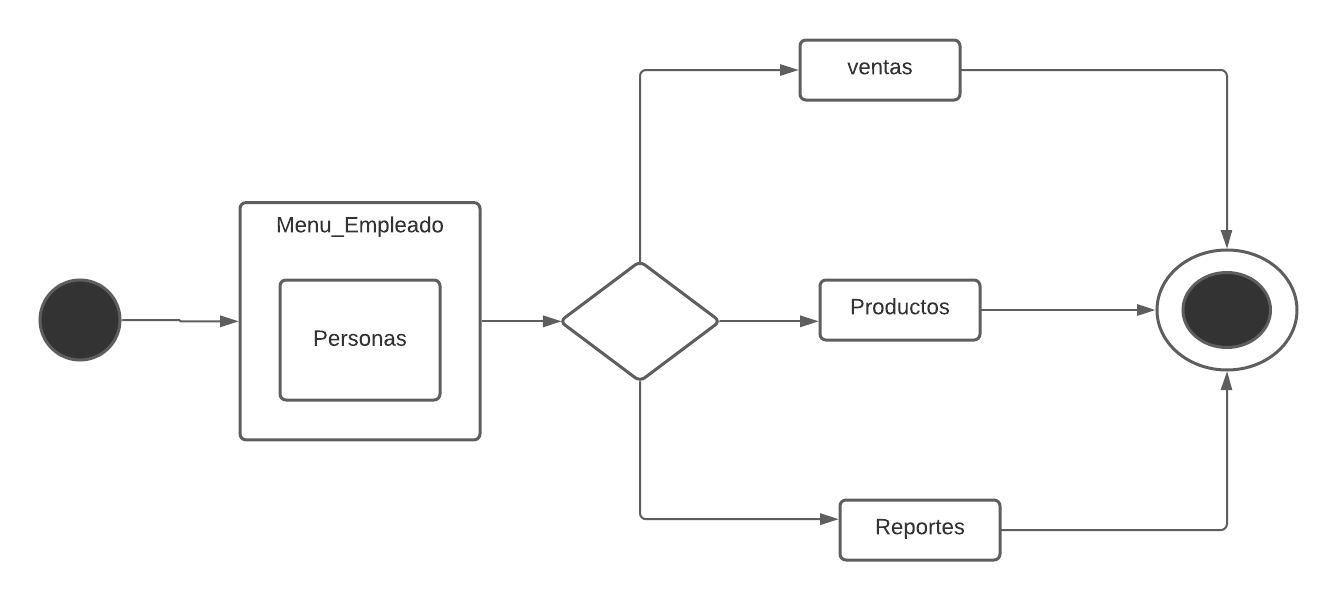 Menu_Empleado
Personas
ventas
Productos
Reportes